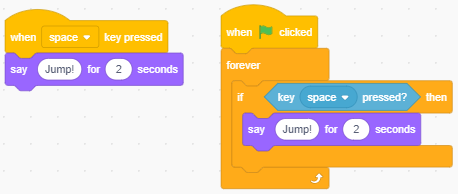 when space key pressed
say Jump! for 2 seconds
when clicked
forever
if key space pressed? then
say Jump! for 2 seconds